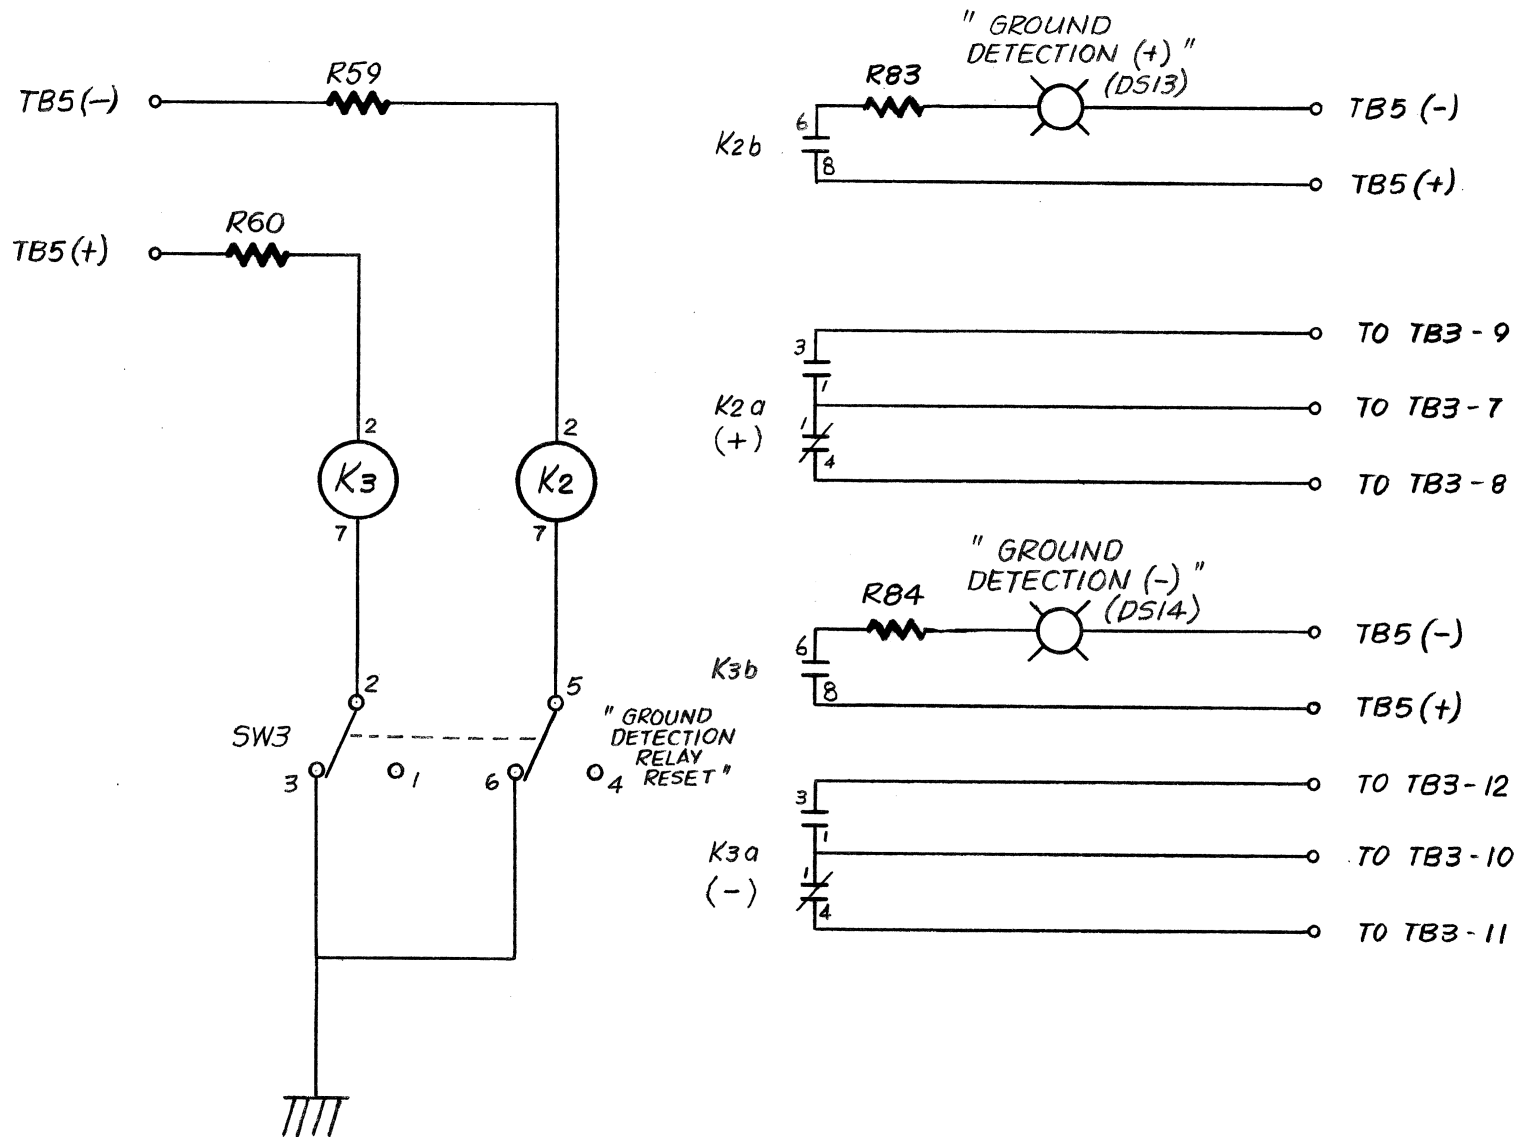 R59
TB5(-)
R60
TB5(+)
2
K3
7
2
K2
7
2
SW3
3
1
5
6
4
" GROUND
DETECTION
RELAY
RESET "
" GROUND
DETECTION (+) "
(DS13)
R83
TB5 (-)
K2b
6
8
TB5(+)
TO TB3-9
3
1
K2a
(+)
TO TB3-7
1
4
TO TB3-8
" GROUND
DETECTION (-) "
(DS14)
R84
TB5(-)
K3b
6
8
TB5(+)
TO TB3-12
3
1
K3a
(-)
TO TB3-10
1
4
TO TB3-11